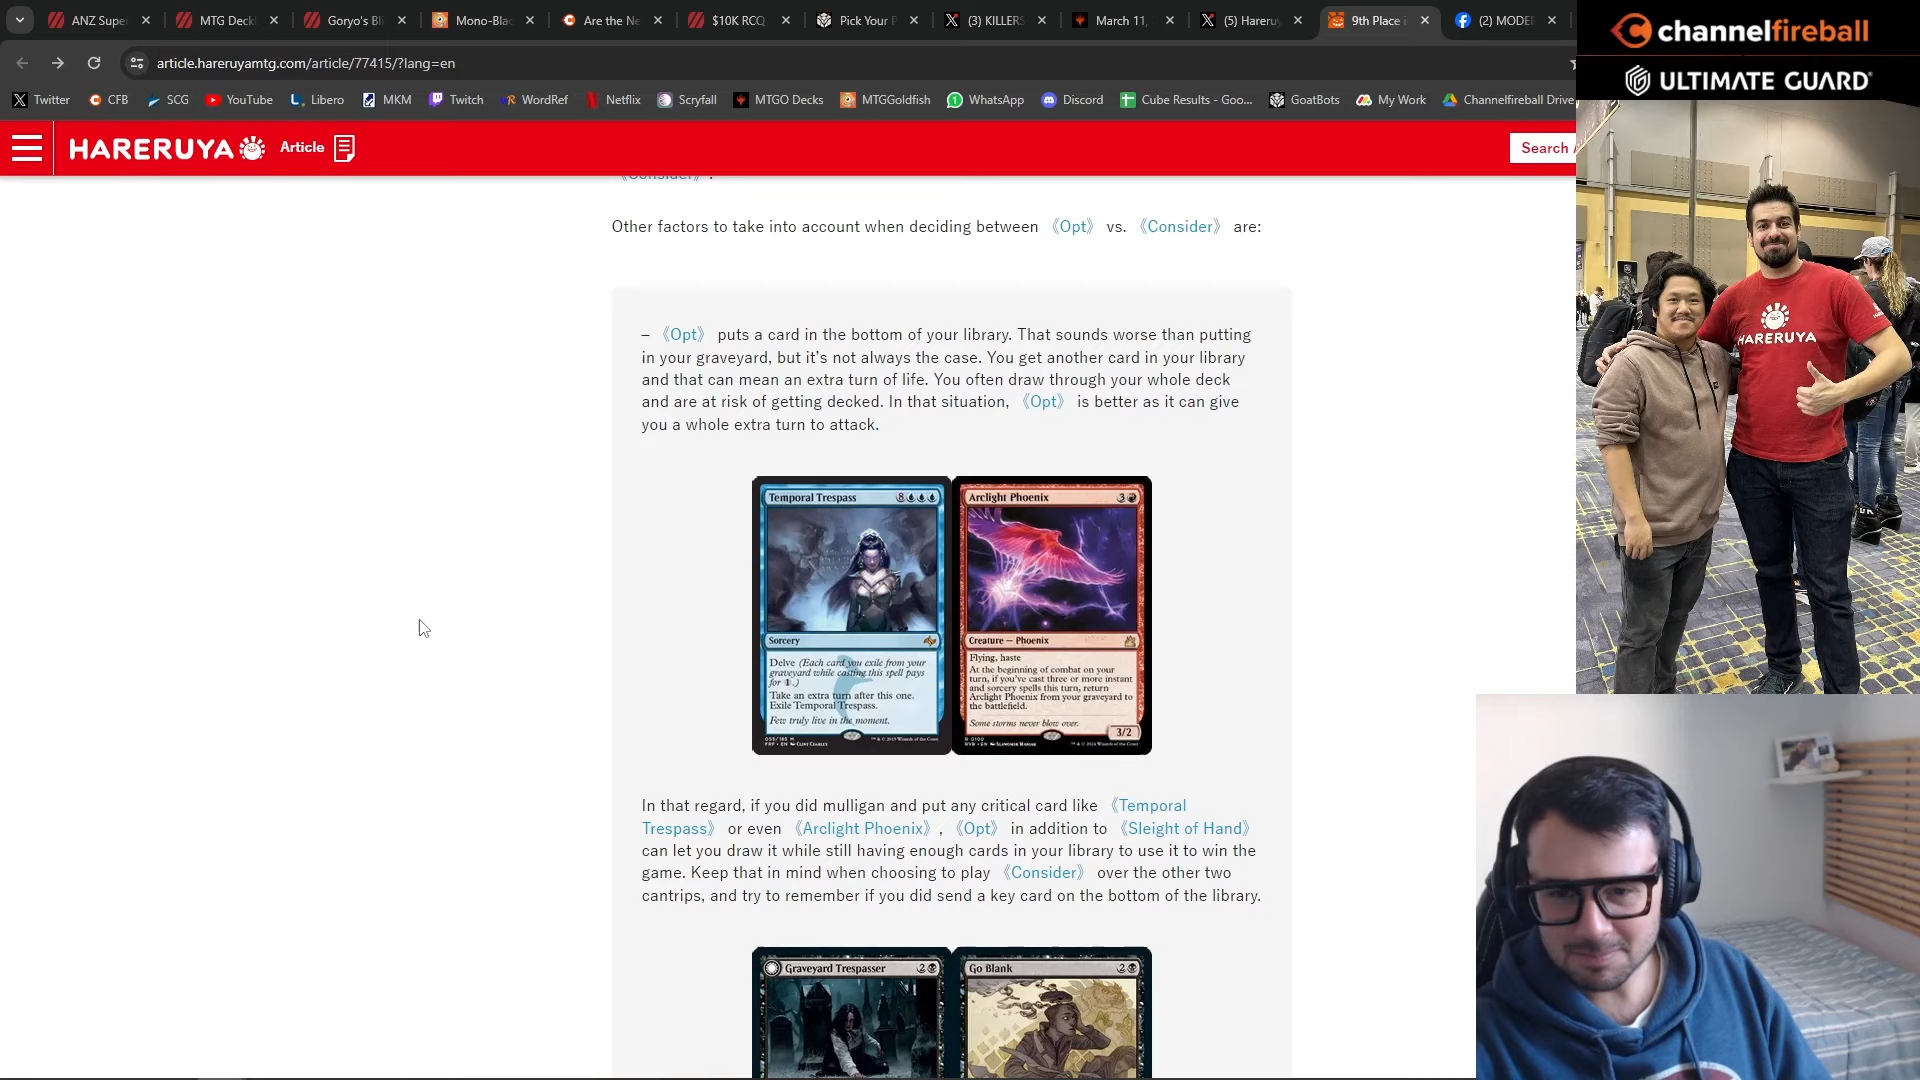 ANZ Super
MTG Deckl
Goryo's Bli
Mono-Blac
Are the Ne
$10K RCQ
Pick Your P
(3) KILLERS
March 11,
(5) Hareruy
9th Place i
(2) MODER
article.hareruyamtg.com/article/77415/?lang=en
Twitter
CFB
SCG
YouTube
Libero
MKM
Twitch
WordRef
Netflix
Scryfall
MTGO Decks
MTGGoldfish
WhatsApp
Discord
Cube Results - Goo...
GoatBots
My Work
Channelfireball Drive
channelfireball
ULTIMATE GUARD
HARERUYA Article
Search
《Consider》 .
Other factors to take into account when deciding between 《Opt》 vs. 《Consider》 are:
– 《Opt》 puts a card in the bottom of your library. That sounds worse than putting
in your graveyard, but it's not always the case. You get another card in your library
and that can mean an extra turn of life. You often draw through your whole deck
and are at risk of getting decked. In that situation, 《Opt》 is better as it can give
you a whole extra turn to attack.
Temporal Trespass 8
Sorcery
Delve (Each card you exile from your
graveyard while casting this spell pays
for 1.)
Take an extra turn after this one.
Exile Temporal Trespass.
Few truly live in the moment.
Arclight Phoenix 3
Creature — Phoenix
Flying, haste
At the beginning of combat on your
turn, if you've cast three or more instant
and sorcery spells this turn, return
Arclight Phoenix from your graveyard to
the battlefield.
Some storms never blow over.
3/2
In that regard, if you did mulligan and put any critical card like 《Temporal
Trespass》 or even 《Arclight Phoenix》, 《Opt》 in addition to 《Sleight of Hand》
can let you draw it while still having enough cards in your library to use it to win the
game. Keep that in mind when choosing to play 《Consider》 over the other two
cantrips, and try to remember if you did send a key card on the bottom of the library.
Graveyard Trespasser 2
Go Blank 2
HARERUYA